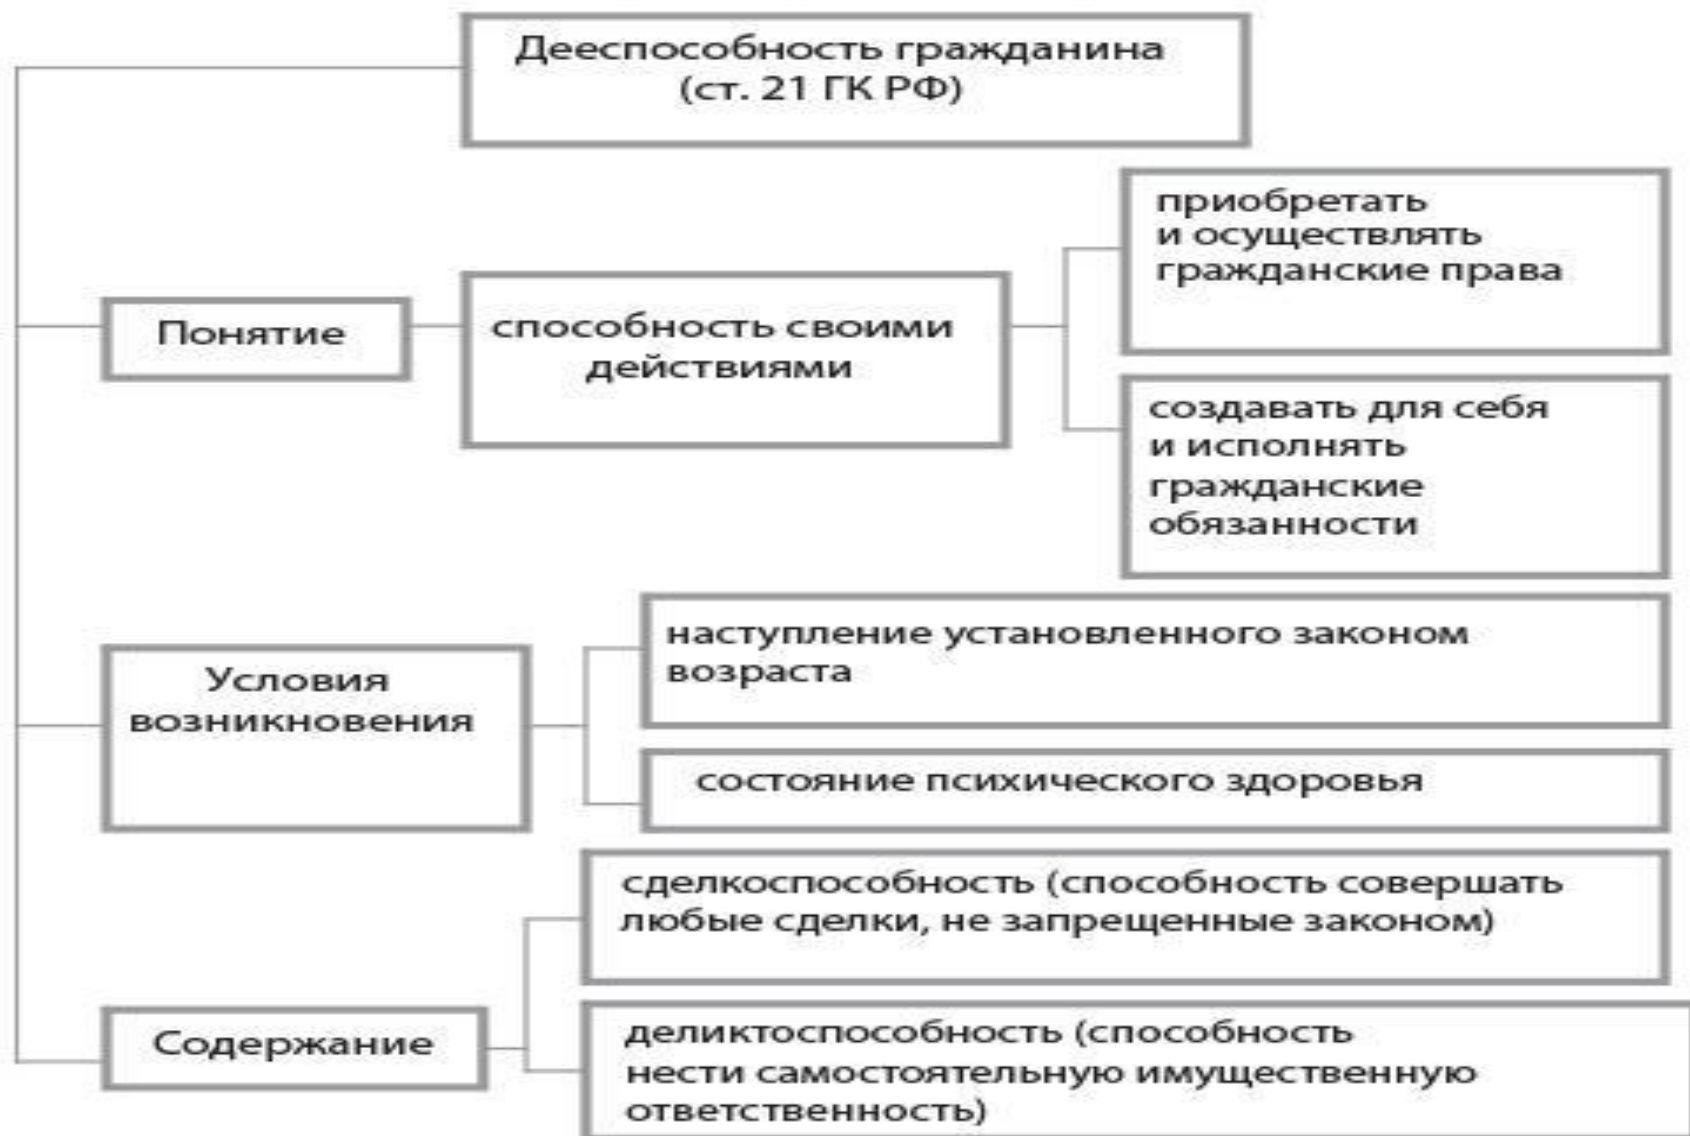 Дееспособность гражданина
(ст. 21 ГК РФ)
приобретать
и осуществлять
гражданские права
Понятие
способность своими
действиями
создавать для себя
и исполнять
гражданские
обязанности
наступление установленного законом
возраста
Условия
возникновения
состояние психического здоровья
сделкоспособность (способность совершать
любые сделки, не запрещенные законом)
Содержание
деликтоспособность (способность
нести самостоятельную имущественную
ответственность)